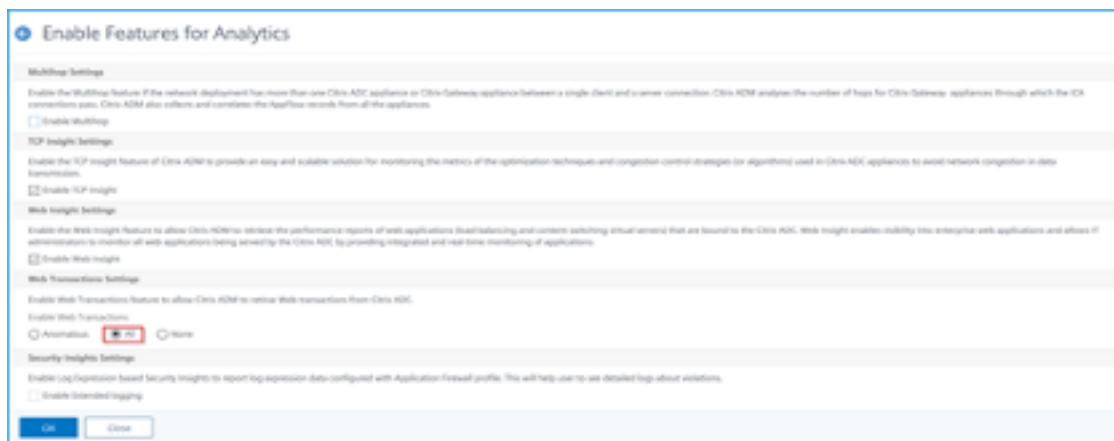 Enable Features for Analytics
Multihop Settings
Enable the Multihop feature if the network deployment has more than one Citrix ADC appliance or Citrix Gateway appliance between a single client and a server connection. Citrix ADM analyses the number of hops for Citrix Gateway appliances through which the ICA
connections pass. Citrix ADM also collects and correlates the AppFlow records from all the appliances.
Enable Multihop
TCP Insight Settings
Enable the TCP Insight feature of Citrix ADM to provide an easy and scalable solution for monitoring the metrics of the optimization techniques and congestion control strategies (or algorithms) used in Citrix ADC appliances to avoid network congestion in data
transmission.
Enable TCP Insight
Web Insight Settings
Enable the Web Insight feature to allow Citrix ADM to retrieve the performance reports of web applications (load balancing and content switching virtual servers) that are bound to the Citrix ADC. Web Insight enables visibility into enterprise web applications and allows IT
administrators to monitor all web applications being served by the Citrix ADC by providing integrated and real-time monitoring of applications.
Enable Web Insight
Web Transactions Settings
Enable Web Transactions feature to allow Citrix ADM to retrieve Web transactions from Citrix ADC.
Enable Web Transactions
Anomalous All None
Security Insights Settings
Enable Log Expression based Security Insights to report log expression data configured with Application Firewall profile. This will help user to see detailed logs about violations.
Enable Extended logging
OK Close